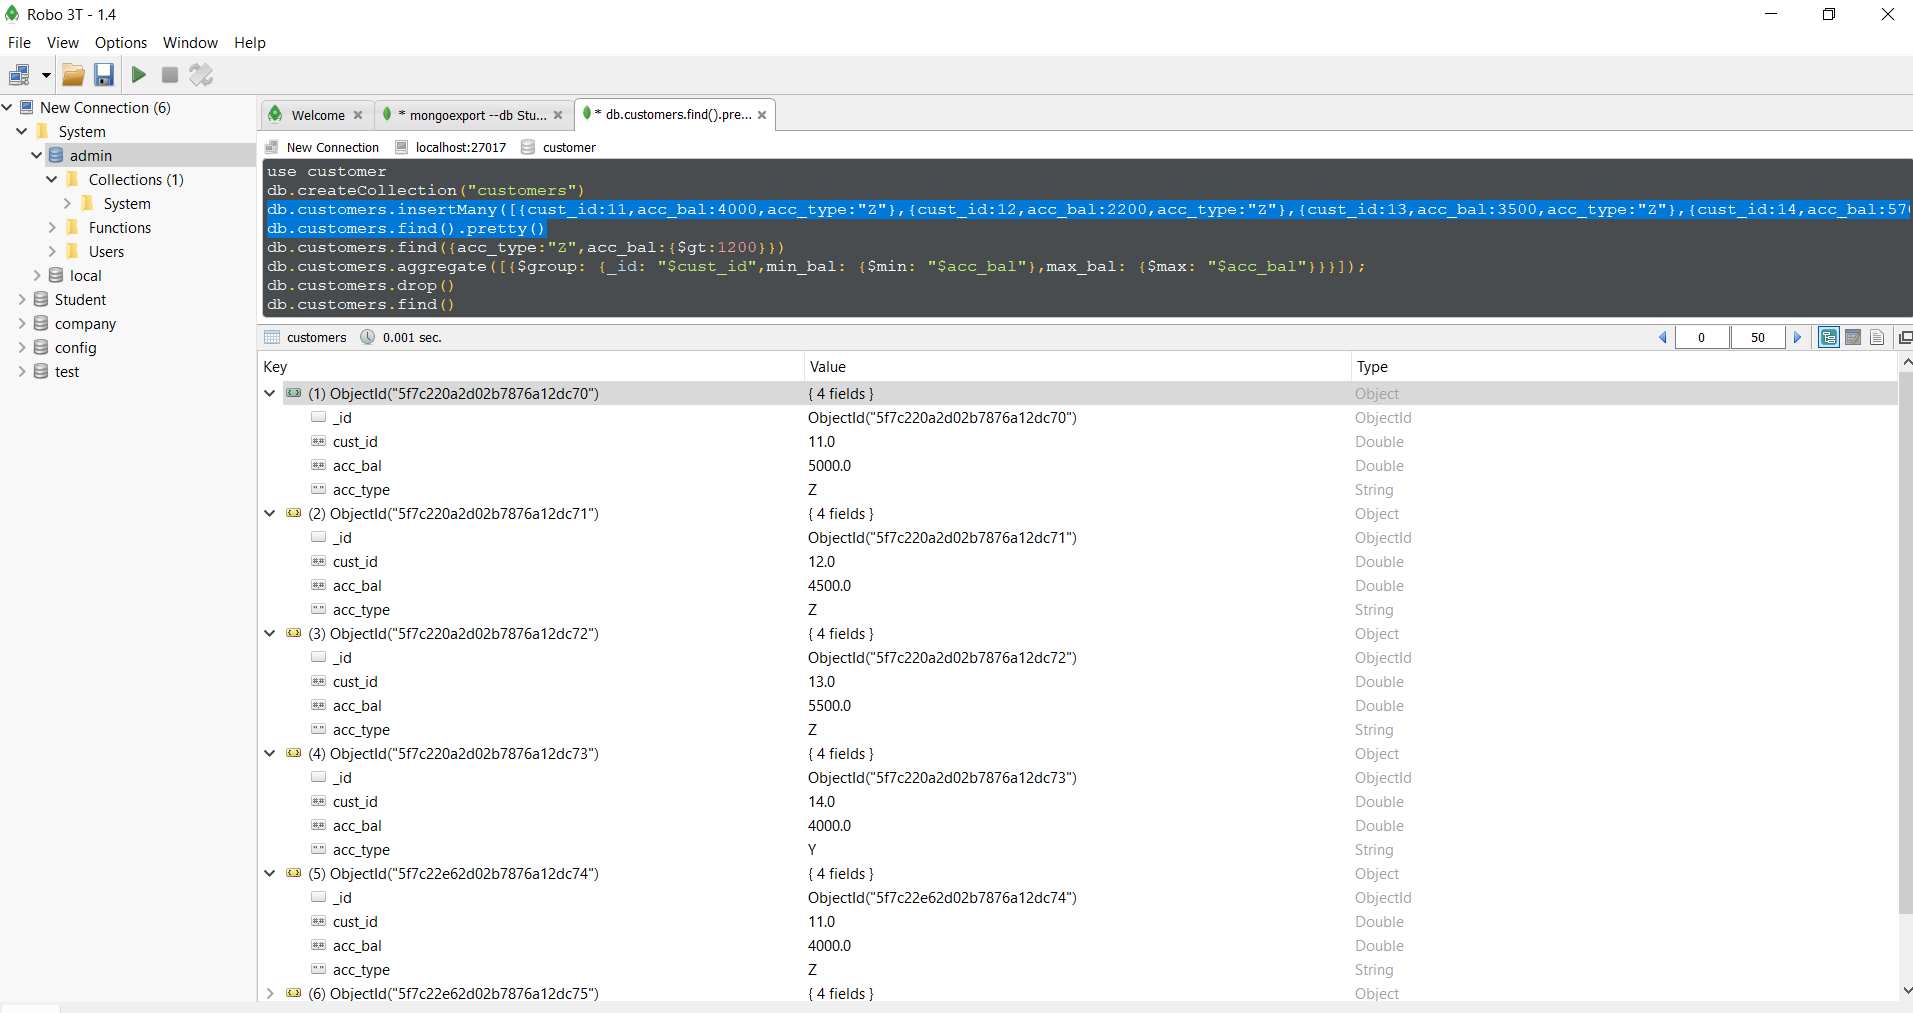 Robo 3T - 1.4
File View Options Window Help
New Connection (6)
System
admin
Collections (1)
System
Functions
Users
local
Student
company
config
test
Welcome
* mongoexport --db Stu...
* db.customers.find().pre...
New Connection localhost:27017 customer
use customer
db.createCollection("customers")
db.customers.insertMany([{cust_id:11,acc_bal:4000,acc_type:"Z"},{cust_id:12,acc_bal:2200,acc_type:"Z"},{cust_id:13,acc_bal:3500,acc_type:"Z"},{cust_id:14,acc_bal:570
db.customers.find().pretty()
db.customers.find({acc_type:"Z",acc_bal:{$gt:1200}})
db.customers.aggregate([{$group: {_id: "$cust_id",min_bal: {$min: "$acc_bal"},max_bal: {$max: "$acc_bal"}}}]);
db.customers.drop()
db.customers.find()
customers 0.001 sec. 0 50
Key Value Type
(1) ObjectId("5f7c220a2d02b7876a12dc70") { 4 fields } Object
_id ObjectId("5f7c220a2d02b7876a12dc70") ObjectId
cust_id 11.0 Double
acc_bal 5000.0 Double
acc_type Z String
(2) ObjectId("5f7c220a2d02b7876a12dc71") { 4 fields } Object
_id ObjectId("5f7c220a2d02b7876a12dc71") ObjectId
cust_id 12.0 Double
acc_bal 4500.0 Double
acc_type Z String
(3) ObjectId("5f7c220a2d02b7876a12dc72") { 4 fields } Object
_id ObjectId("5f7c220a2d02b7876a12dc72") ObjectId
cust_id 13.0 Double
acc_bal 5500.0 Double
acc_type Z String
(4) ObjectId("5f7c220a2d02b7876a12dc73") { 4 fields } Object
_id ObjectId("5f7c220a2d02b7876a12dc73") ObjectId
cust_id 14.0 Double
acc_bal 4000.0 Double
acc_type Y String
(5) ObjectId("5f7c22e62d02b7876a12dc74") { 4 fields } Object
_id ObjectId("5f7c22e62d02b7876a12dc74") ObjectId
cust_id 11.0 Double
acc_bal 4000.0 Double
acc_type Z String
(6) ObjectId("5f7c22e62d02b7876a12dc75") { 4 fields } Object